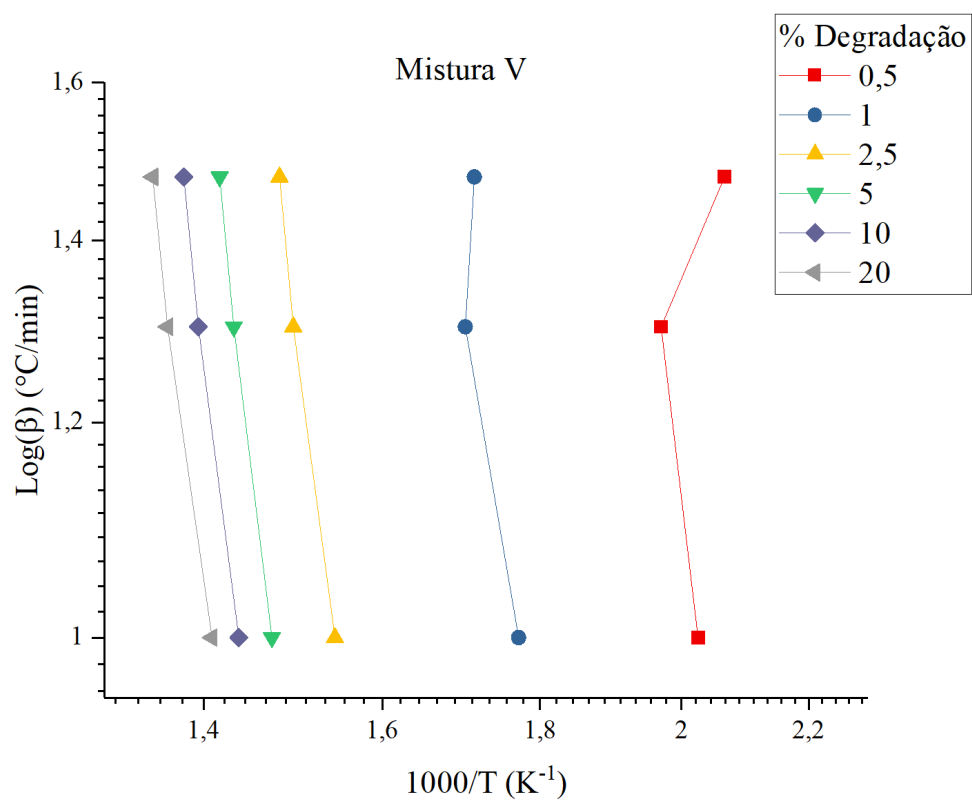 % Degradação
0,5
1
2,5
5
10
20
Mistura V
1,6
1,4
1,2
1
Log(β) (°C/min)
1,4 1,6 1,8 2 2,2
1000/T (K⁻¹)